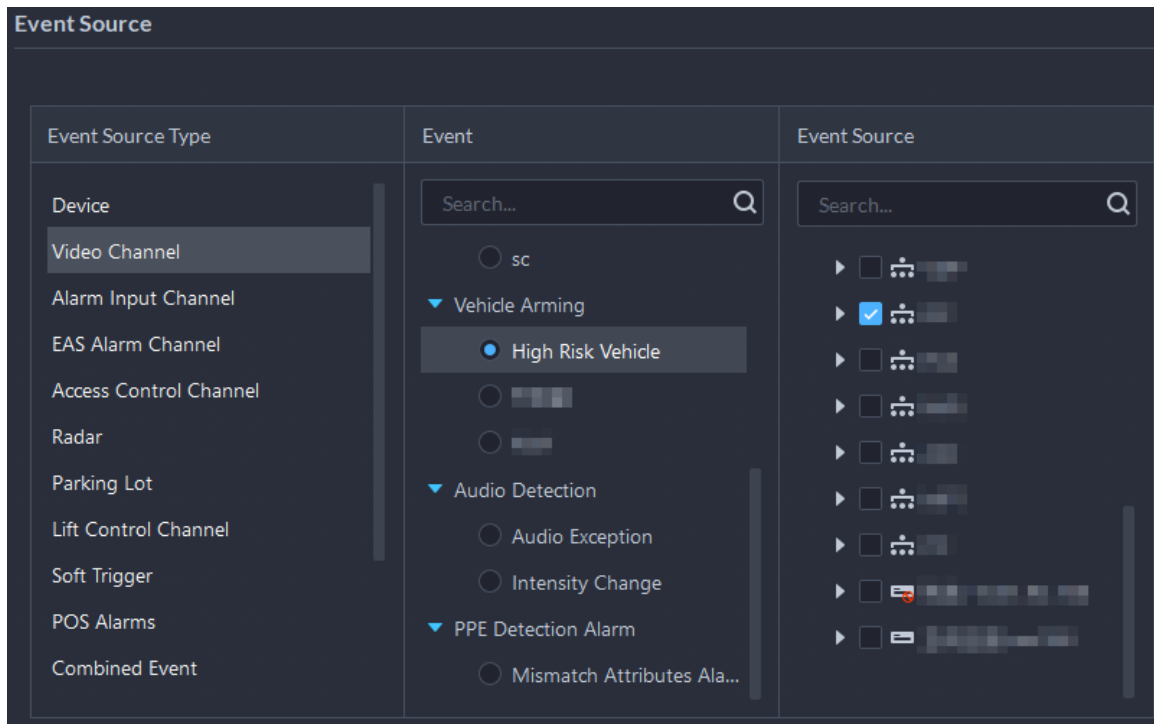 Event Source
Event Source Type
Device
Video Channel
Alarm Input Channel
EAS Alarm Channel
Access Control Channel
Radar
Parking Lot
Lift Control Channel
Soft Trigger
POS Alarms
Combined Event
Event
Search...
sc
Vehicle Arming
High Risk Vehicle
Audio Detection
Audio Exception
Intensity Change
PPE Detection Alarm
Mismatch Attributes Ala...
Event Source
Search...